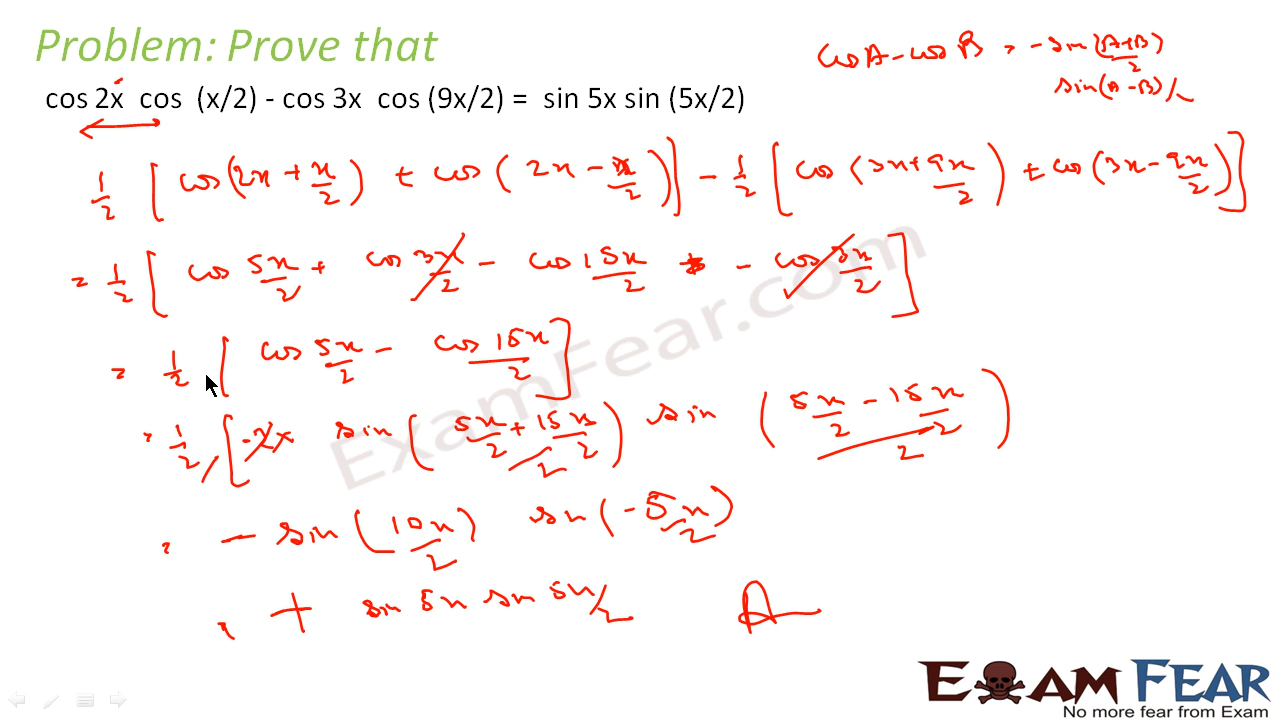 Problem: Prove that
cos A - cos B = - sin (A+B)/2
sin (A - B)/2
cos 2x cos (x/2) - cos 3x cos (9x/2) = sin 5x sin (5x/2)
1/2 [ cos (2x + x/2) + cos (2x - x/2) ] - 1/2 [ cos (3x + 9x/2) + cos (3x - 9x/2) ]
= 1/2 [ cos 5x/2 + cos 3x/2 - cos 15x/2 - cos 3x/2 ]
= 1/2 [ cos 5x/2 - cos 15x/2 ]
= 1/2 [ -2x sin ( (5x/2 + 15x/2)/2 ) sin ( (5x/2 - 15x/2)/2 )
= - sin (10x/2) sin (-5x/2)
= + sin 5x sin 5x/2
ExamFear.com
EXAM FEAR
No more fear from Exam